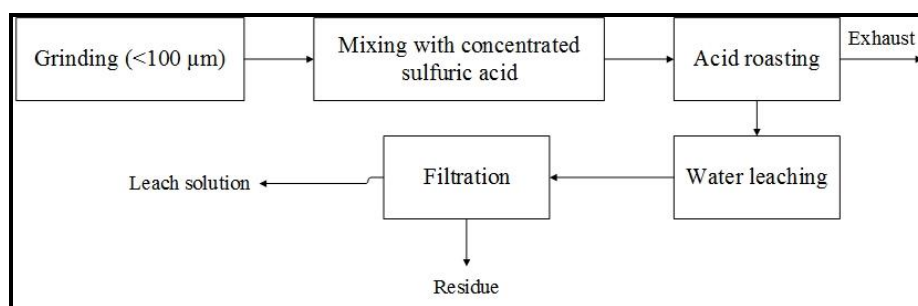 Grinding (<100 µm)
Mixing with concentrated
sulfuric acid
Acid roasting
Exhaust
Water leaching
Filtration
Leach solution
Residue